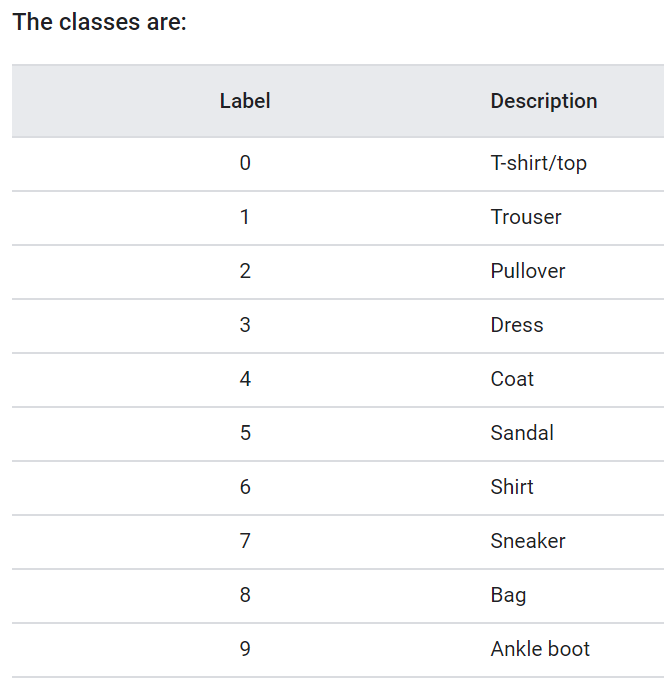 The classes are:
Label Description
0 T-shirt/top
1 Trouser
2 Pullover
3 Dress
4 Coat
5 Sandal
6 Shirt
7 Sneaker
8 Bag
9 Ankle boot